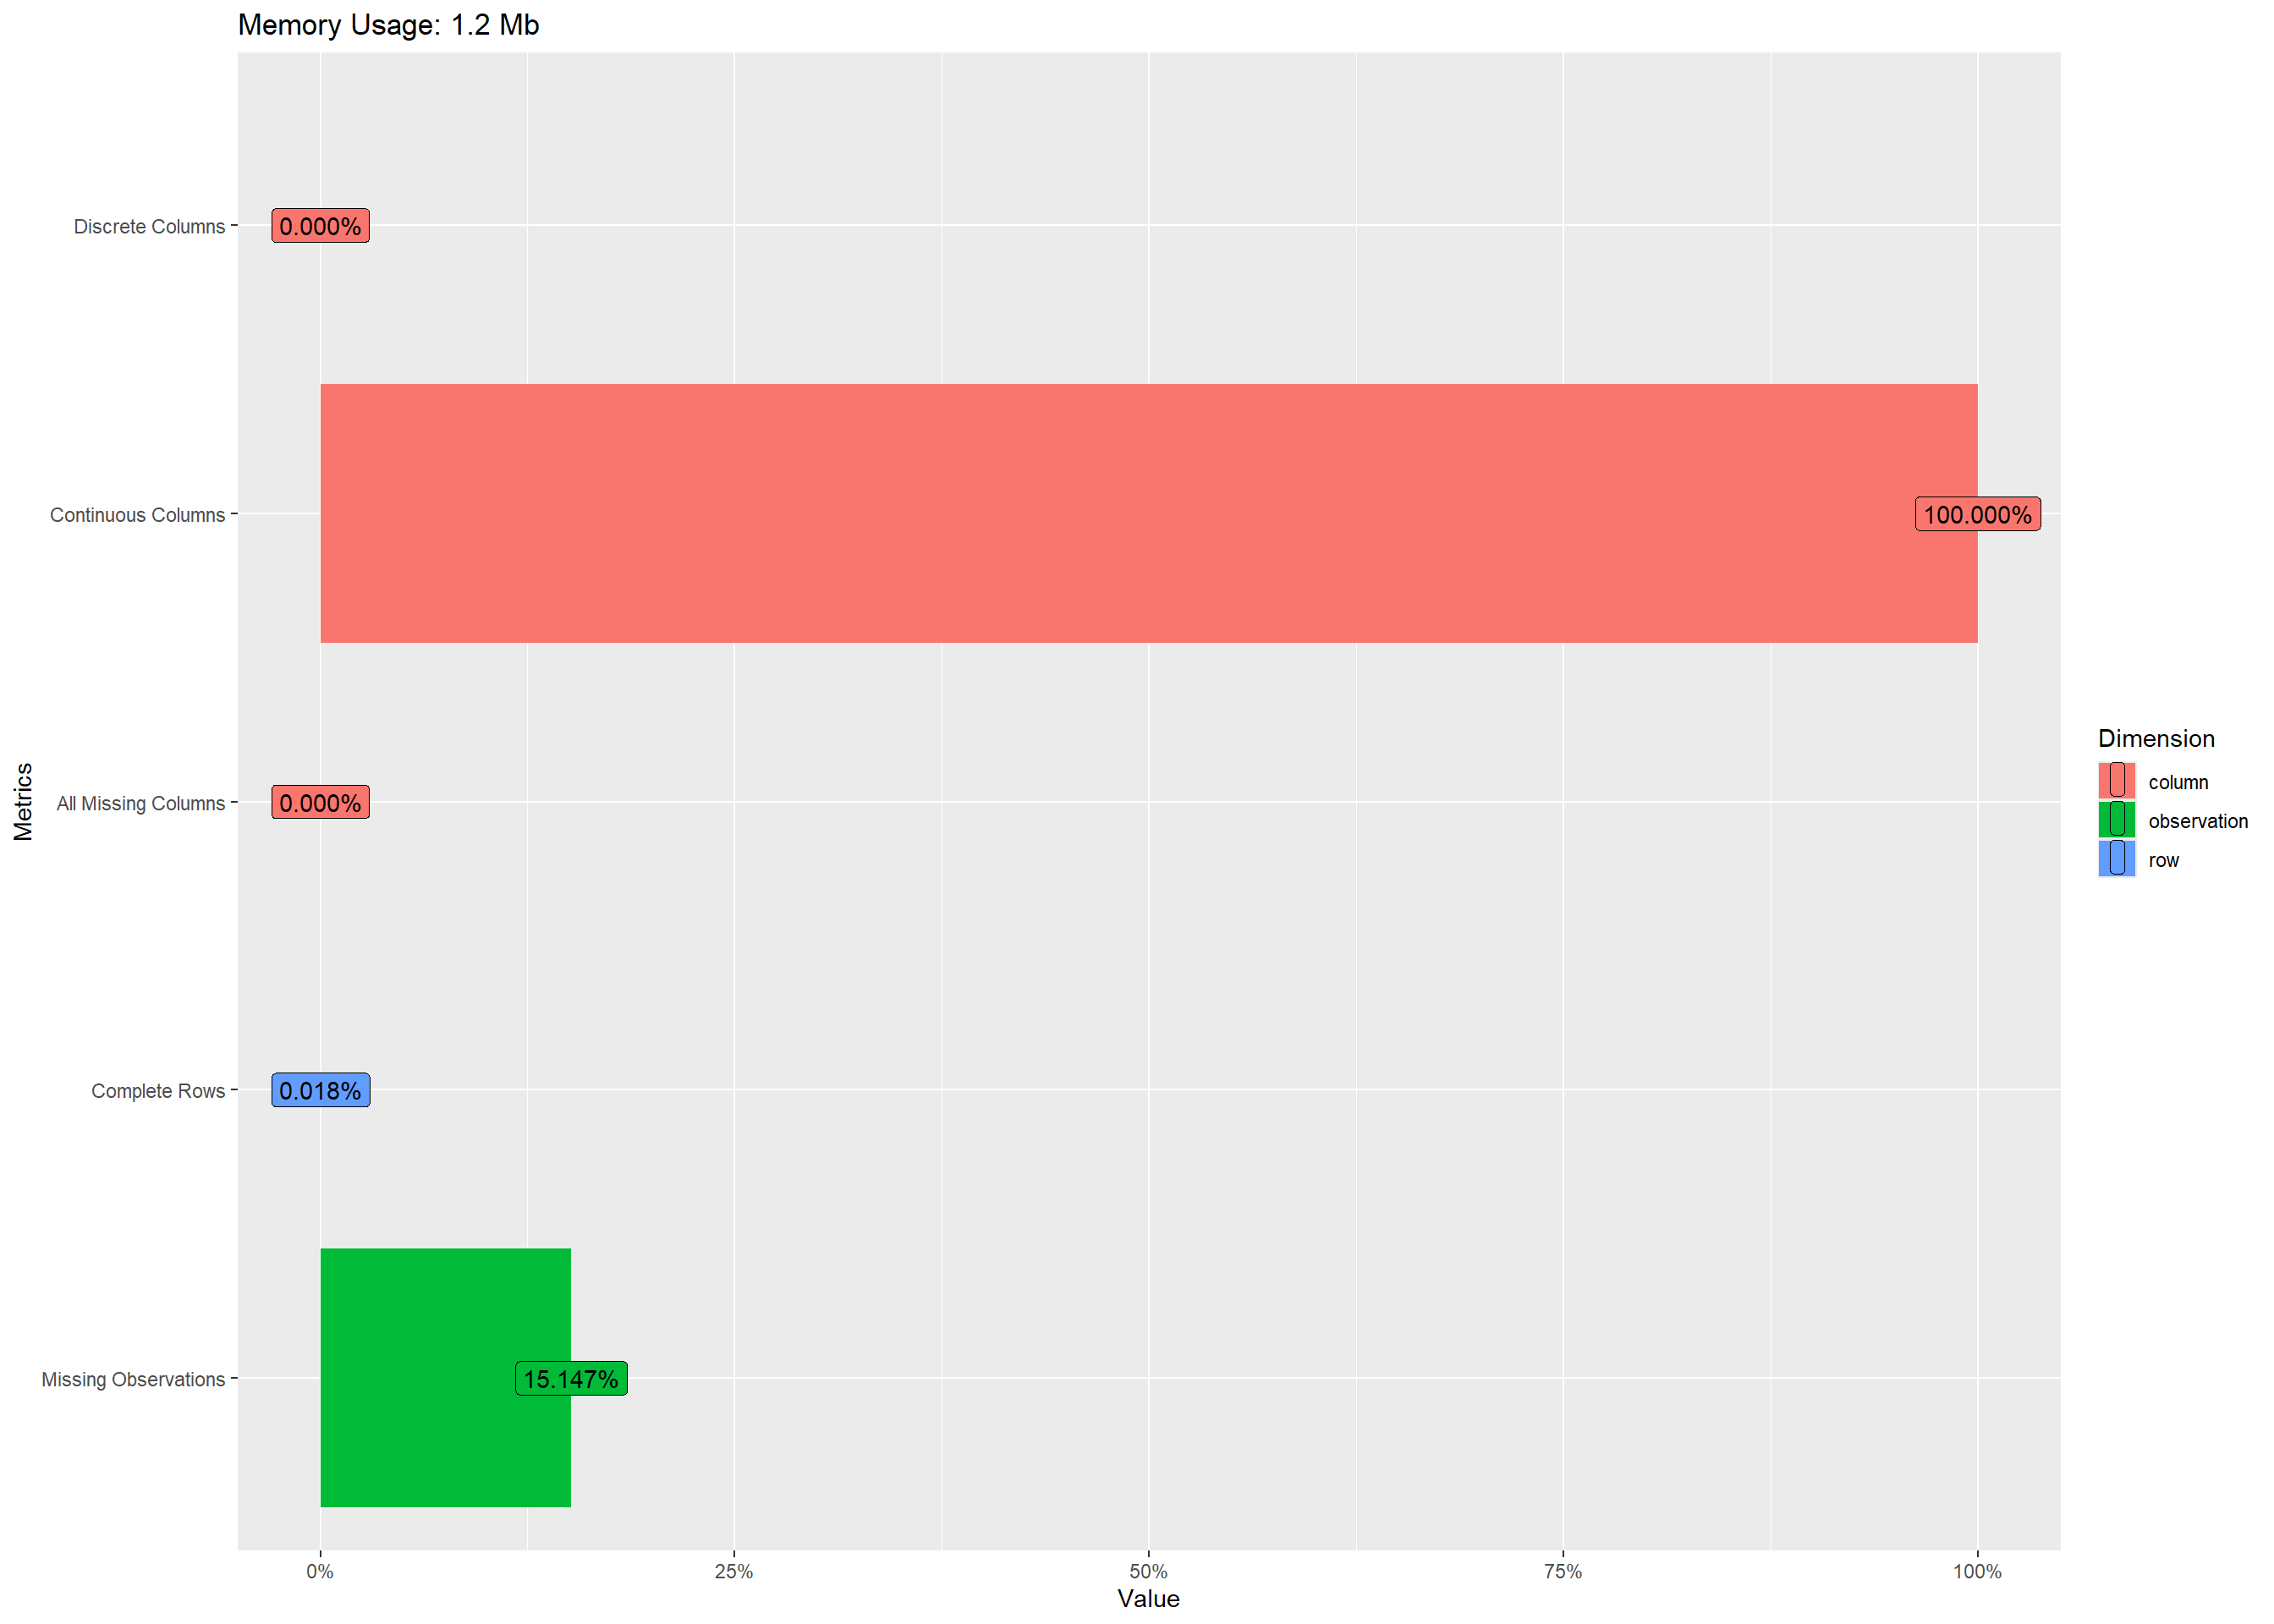 Memory Usage: 1.2 Mb
Discrete Columns
0.000%
Continuous Columns
100.000%
All Missing Columns
0.000%
Complete Rows
0.018%
Missing Observations
15.147%
Metrics
0%
25%
50%
75%
100%
Value
Dimension
column
observation
row